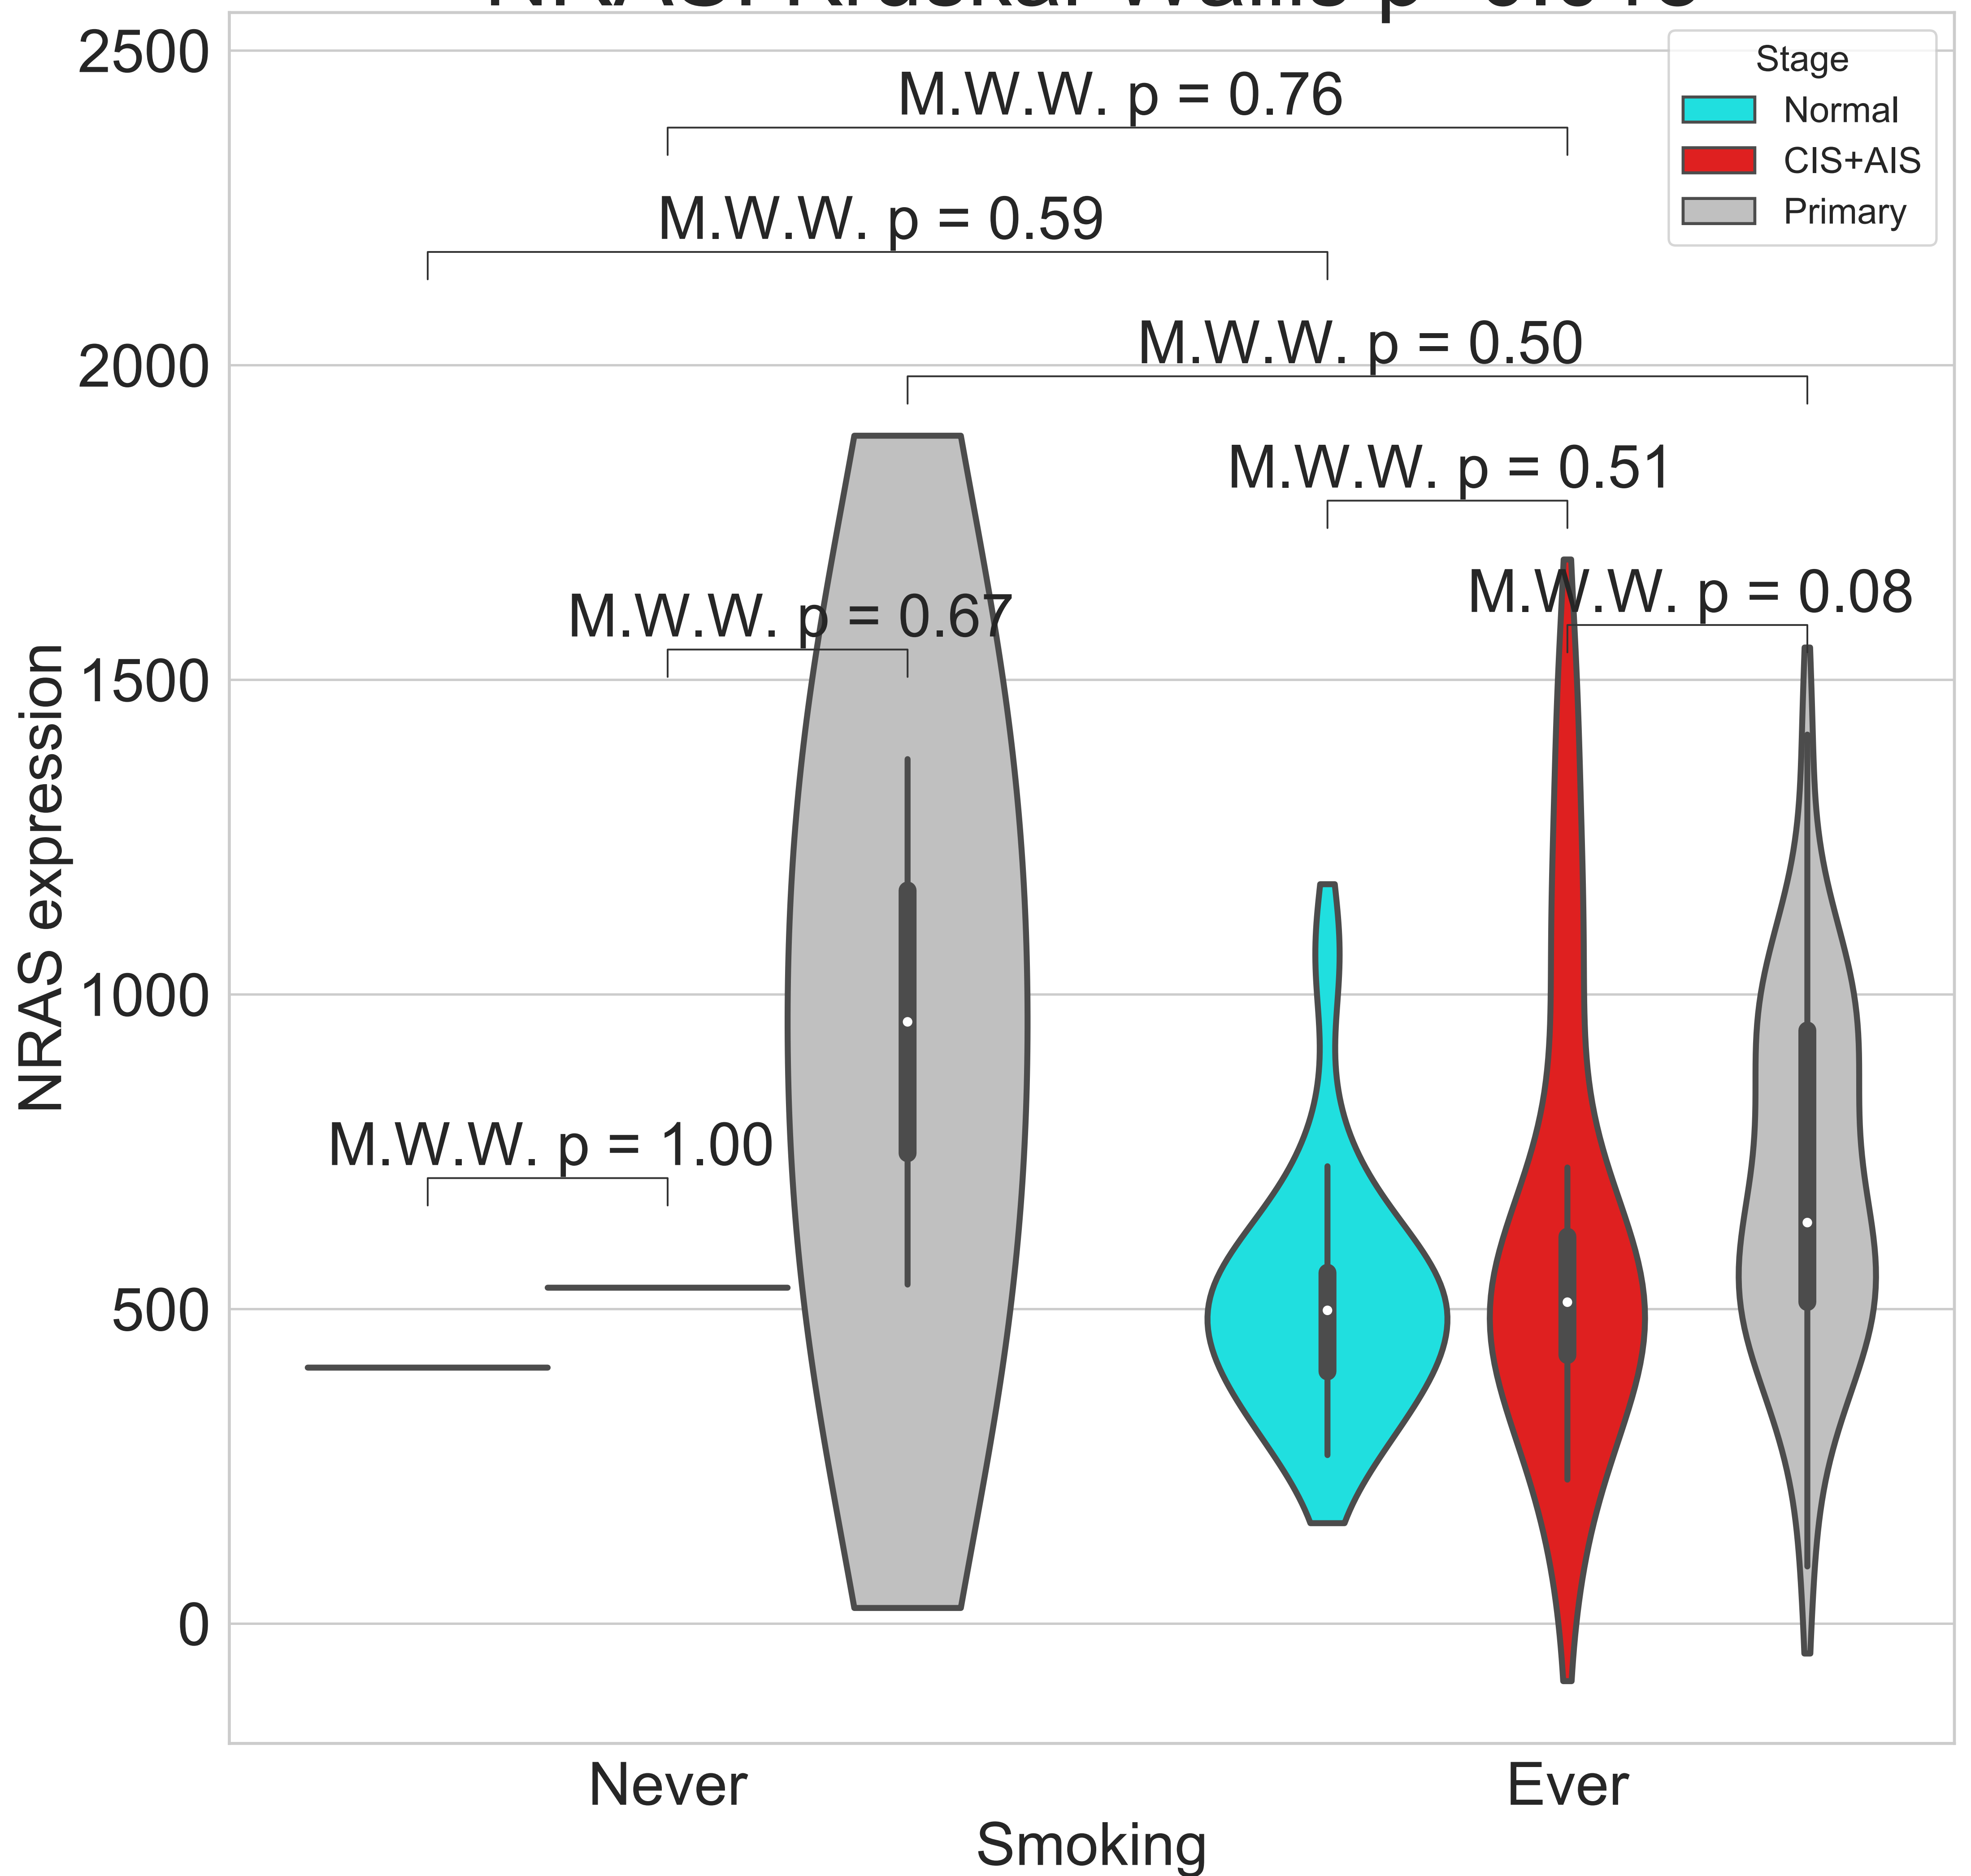 2500
M.W.W. p = 0.76
M.W.W. p = 0.59
2000
M.W.W. p = 0.50
M.W.W. p = 0.51
M.W.W. p = 0.67
M.W.W. p = 0.08
1500
1000
M.W.W. p = 1.00
500
0
NRAS expression
Stage
Normal
CIS+AIS
Primary
Never
Ever
Smoking